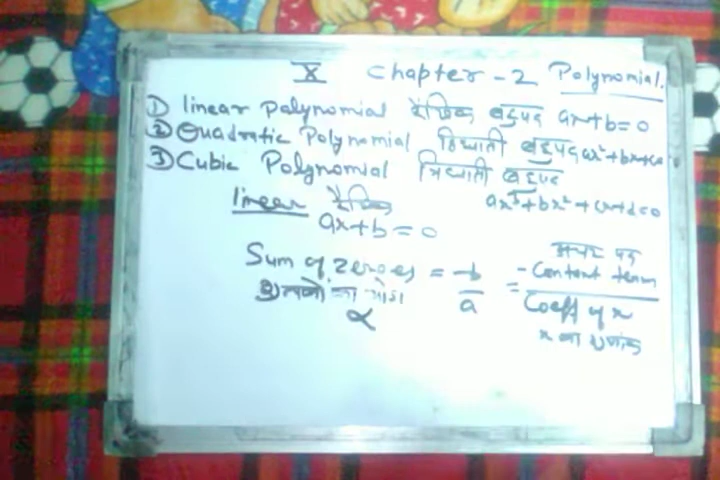 X Chapter - 2 Polynomial.
1) linear polynomial रैखिक बहुपद ax+b=0
2) Quadratic Polynomial द्विघाती बहुपद ax²+bx+c=0
3) Cubic Polynomial त्रिघाती बहुपद
ax³+bx²+cx+d=0
linear रैखिक
ax+b=0
Sum of zeroes = -b/a = - Content term / Coeff of x
शून्यकों का योग
α
अचर पद
x का गुणांक